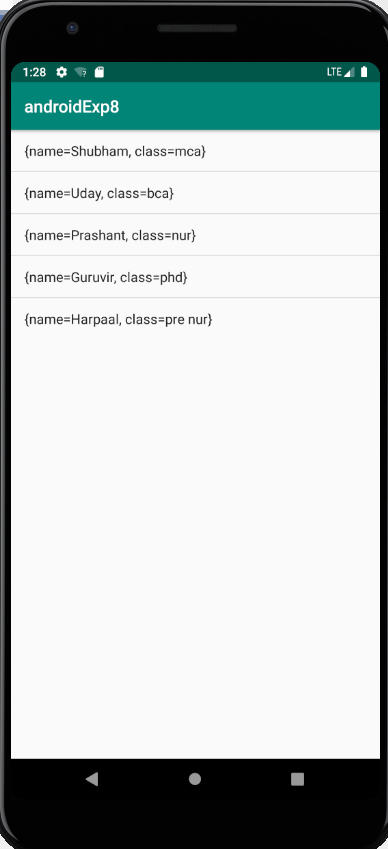 1:28 LTE
androidExp8
{name=Shubham, class=mca}
{name=Uday, class=bca}
{name=Prashant, class=nur}
{name=Guruvir, class=phd}
{name=Harpaal, class=pre nur}